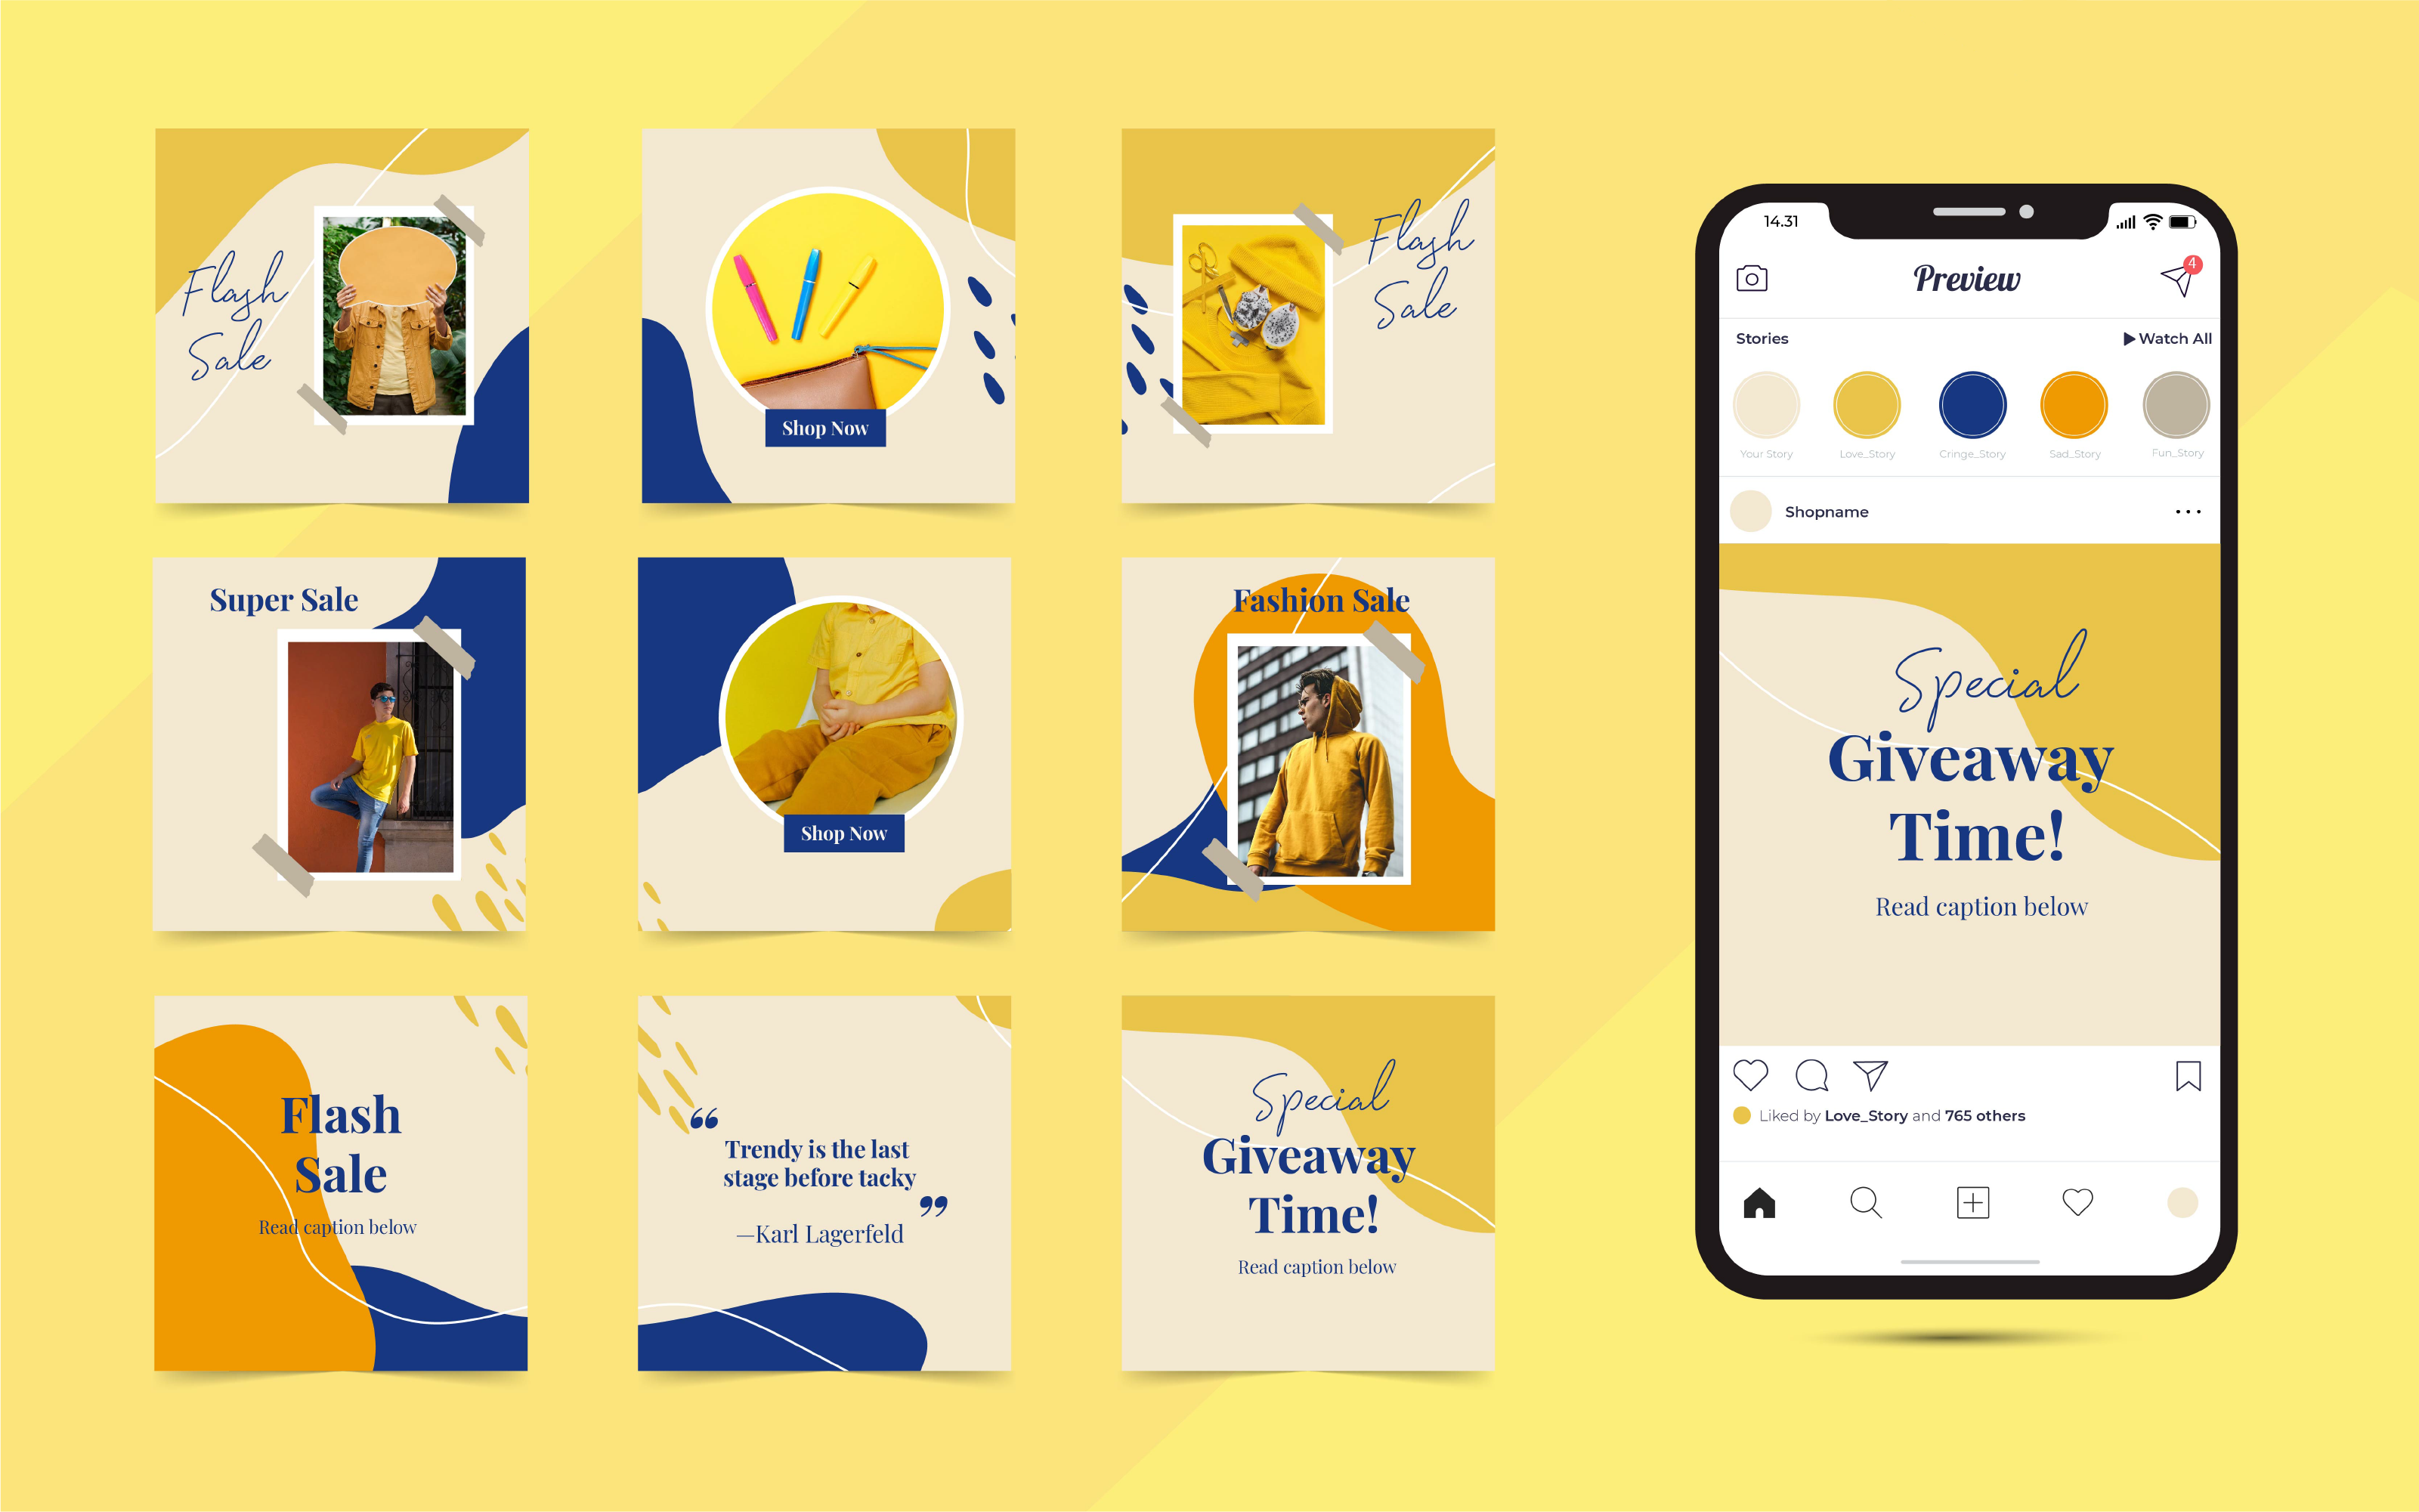 Flash
Sale
Shop Now
Flash
Sale
Super Sale
Shop Now
Fashion Sale
Flash
Sale
Read caption below
“
Trendy is the last
stage before tacky
”
—Karl Lagerfeld
Special
Giveaway
Time!
Read caption below
14.31
Preview
4
Stories
Watch All
Your Story
Love_Story
Cringe_Story
Sad_Story
Fun_Story
Shopname
Special
Giveaway
Time!
Read caption below
Liked by Love_Story and 765 others